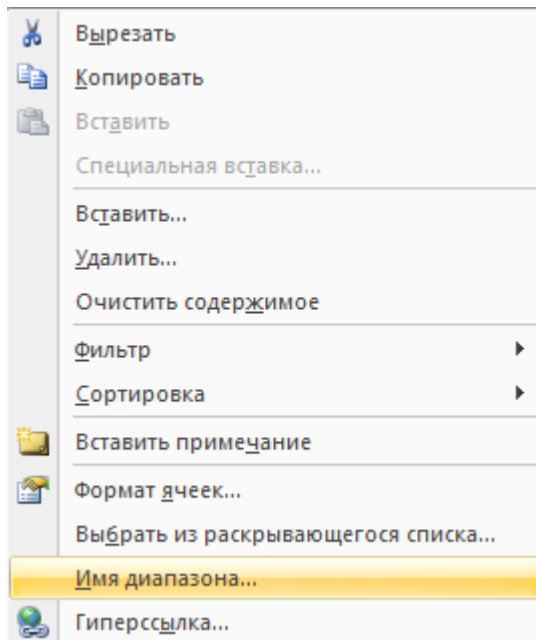 Вырезать
Копировать
Вставить
Специальная вставка...
Вставить...
Удалить...
Очистить содержимое
Фильтр
Сортировка
Вставить примечание
Формат ячеек...
Выбрать из раскрывающегося списка...
Имя диапазона...
Гиперссылка...